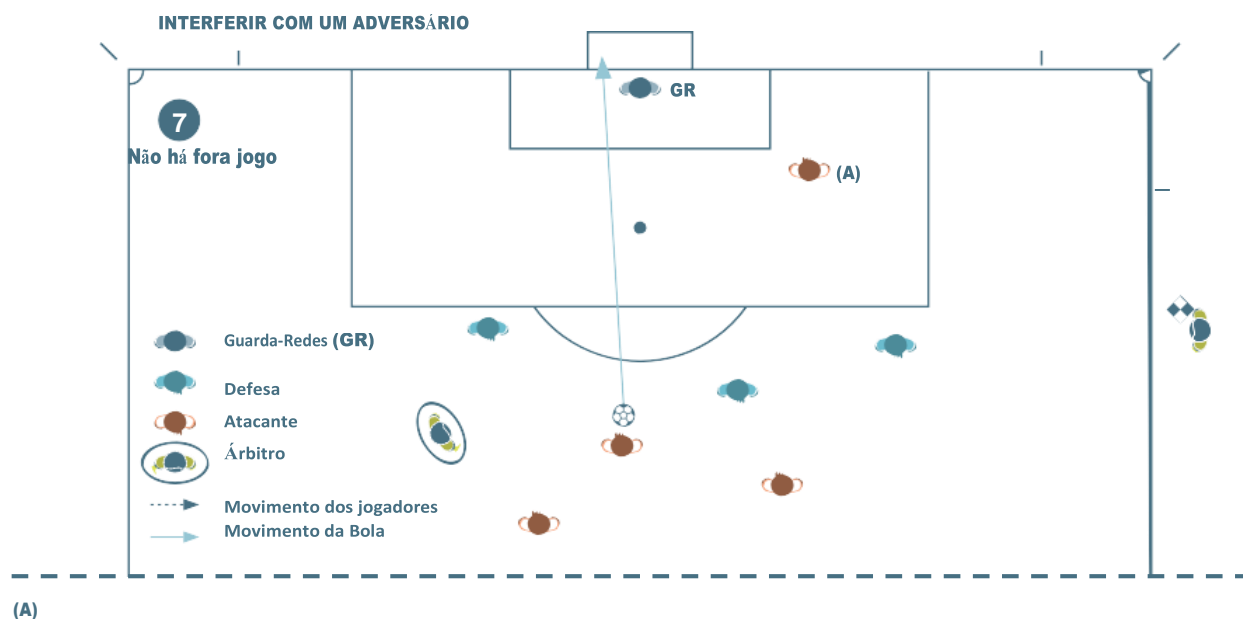 INTERFERIR COM UM ADVERSÁRIO
GR
7
Não há fora jogo
(A)
Guarda-Redes (GR)
Defesa
Atacante
Árbitro
Movimento dos jogadores
Movimento da Bola
(A)